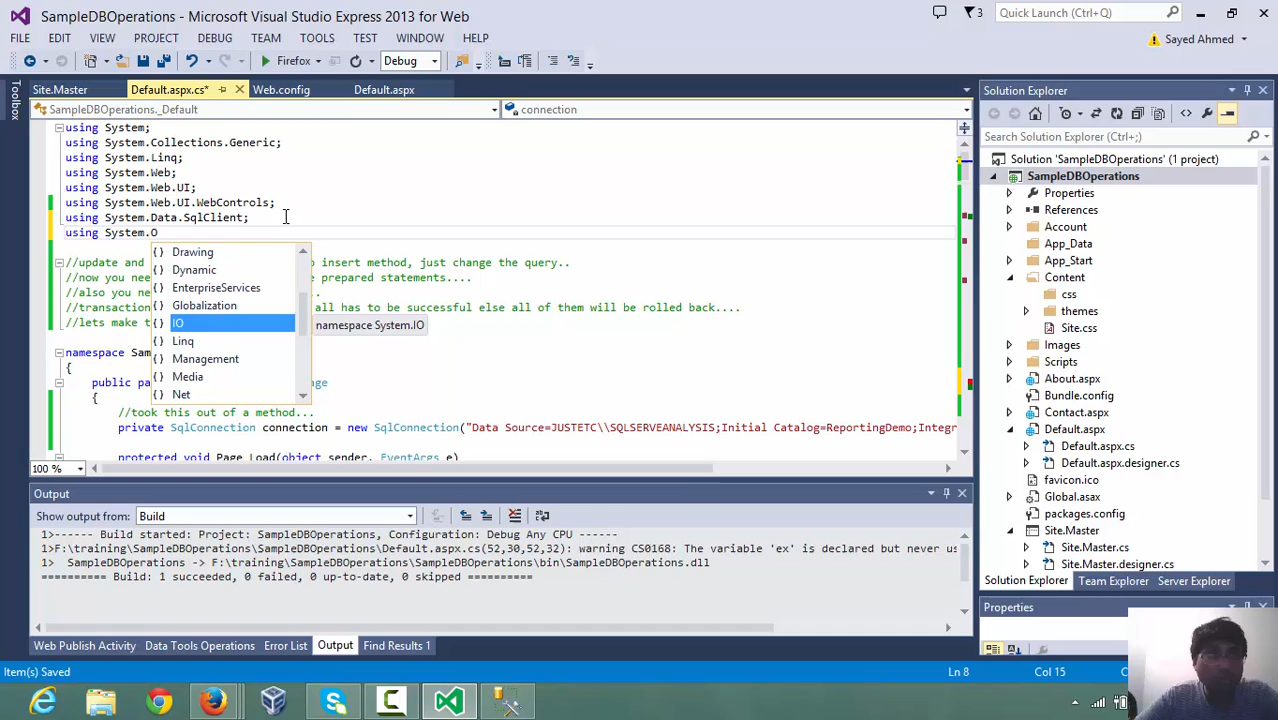 SampleDBOperations - Microsoft Visual Studio Express 2013 for Web
3
Quick Launch (Ctrl+Q)
FILE EDIT VIEW PROJECT DEBUG TEAM TOOLS TEST WINDOW HELP
Sayed Ahmed
Firefox
Debug
Toolbox
Site.Master
Default.aspx.cs*
Web.config
Default.aspx
SampleDBOperations._Default
connection
using System;
using System.Collections.Generic;
using System.Linq;
using System.Web;
using System.Web.UI;
using System.Web.UI.WebControls;
using System.Data.SqlClient;
using System.O
Drawing
Dynamic
EnterpriseServices
Globalization
IO
Linq
Management
Media
Net
namespace System.IO
//update and
o insert method, just change the query..
//now you nee
e prepared statements....
//also you ne
..
//transaction
all has to be successful else all of them will be rolled back....
//lets make t
namespace Sam
{
public pa
age
{
//took this out of a method...
private SqlConnection connection = new SqlConnection("Data Source=JUSTETC\\SQLSERVEANALYSIS;Initial Catalog=ReportingDemo;Integr
protected void Page_Load(object sender, EventArgs e)
100 %
Output
Show output from: Build
1>------ Build started: Project: SampleDBOperations, Configuration: Debug Any CPU ------
1>F:\training\SampleDBOperations\SampleDBOperations\Default.aspx.cs(52,30,52,32): warning CS0168: The variable 'ex' is declared but never us
1> SampleDBOperations -> F:\training\SampleDBOperations\SampleDBOperations\bin\SampleDBOperations.dll
========== Build: 1 succeeded, 0 failed, 0 up-to-date, 0 skipped ==========
Web Publish Activity Data Tools Operations Error List Output Find Results 1
Solution Explorer
Search Solution Explorer (Ctrl+;)
Solution 'SampleDBOperations' (1 project)
SampleDBOperations
Properties
References
Account
App_Data
App_Start
Content
css
themes
Site.css
Images
Scripts
About.aspx
Bundle.config
Contact.aspx
Default.aspx
Default.aspx.cs
Default.aspx.designer.cs
favicon.ico
Global.asax
packages.config
Site.Master
Site.Master.cs
Site.Master.designer.cs
Solution Explorer Team Explorer Server Explorer
Properties
Item(s) Saved
Ln 8
Col 15